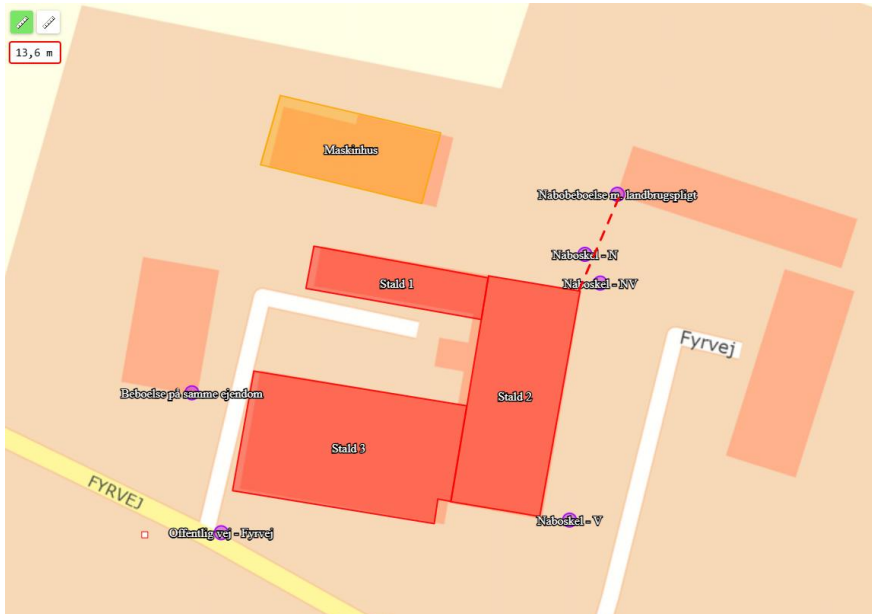 13,6 m
Maskinhus
Nabobeboelse m. landbrugspligt
Naboskel - N
Stald 1
Naboskel - NV
Fyrvej
Beboelse på samme ejendom
Stald 2
Stald 3
FYRVEJ
Offentlig vej - Fyrvej
Naboskel - V